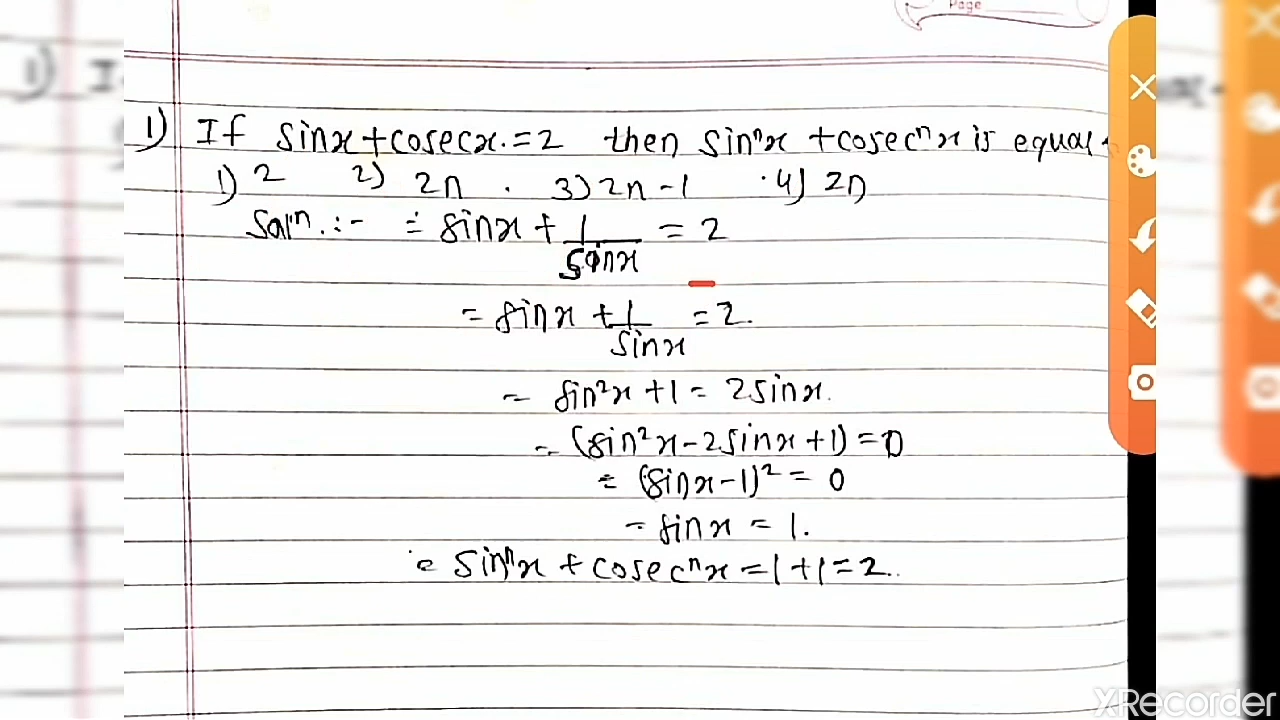 Page
1) If sinx + cosecx. = 2 then sinⁿx + cosecⁿx is equal
1) 2 2) 2n . 3) 2n - 1 . 4) 2n
Solⁿ. :- ÷ sinx + 1/sinx = 2
= sinx + 1/sinx = 2.
= sin²x + 1 = 2sinx.
= (sin²x - 2sinx + 1) = 0
= (sinx - 1)² = 0
= sinx = 1.
= sinⁿx + cosecⁿx = 1 + 1 = 2..
XRecorder